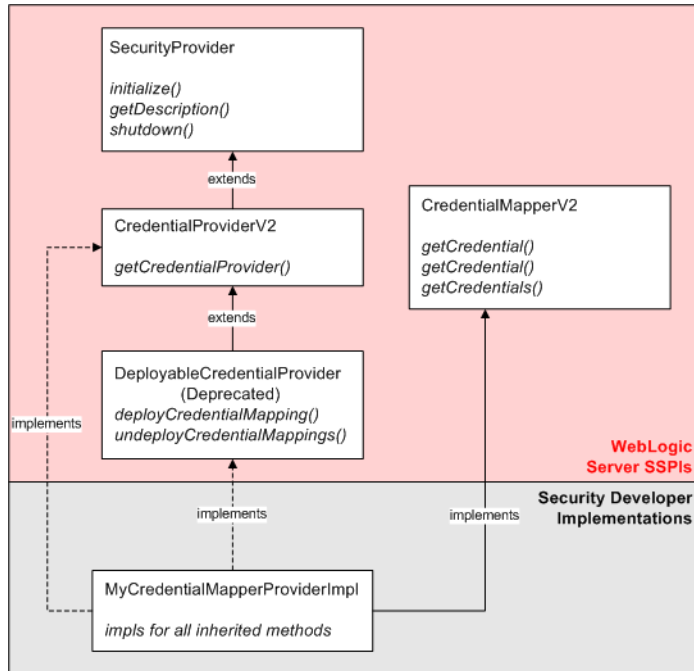 SecurityProvider
initialize()
getDescription()
shutdown()
extends
CredentialProviderV2
getCredentialProvider()
CredentialMapperV2
getCredential()
getCredential()
getCredentials()
extends
DeployableCredentialProvider
(Deprecated)
deployCredentialMapping()
undeployCredentialMappings()
implements
WebLogic
Server SSPIs
Security Developer
Implementations
implements
implements
MyCredentialMapperProviderImpl
impls for all inherited methods